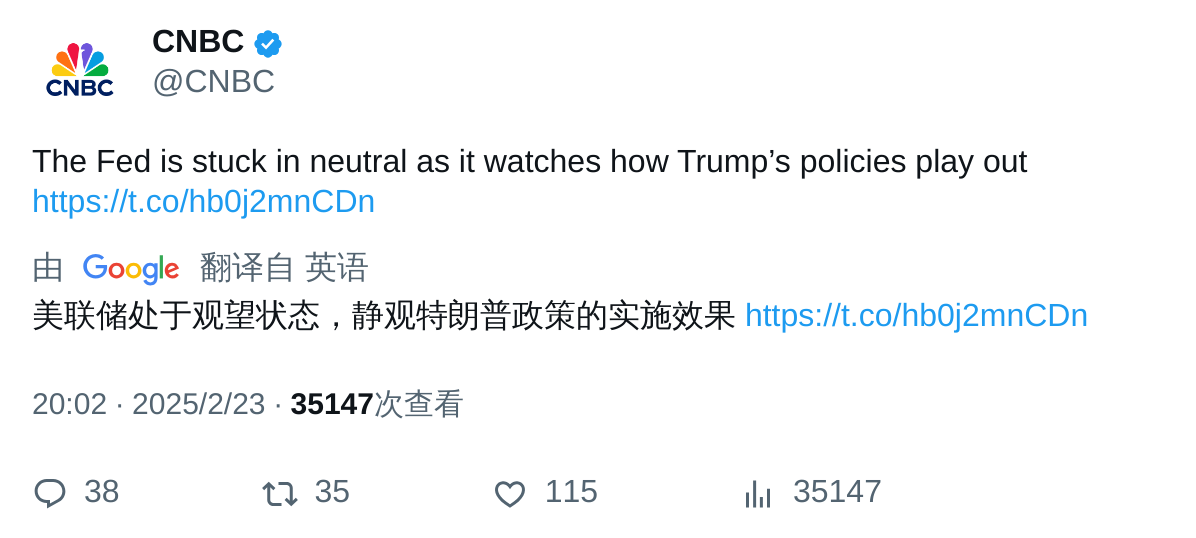 CNBC
CNBC
@CNBC
The Fed is stuck in neutral as it watches how Trump’s policies play out
https://t.co/hb0j2mnCDn
由 Google 翻译自 英语
美联储处于观望状态，静观特朗普政策的实施效果 https://t.co/hb0j2mnCDn
20:02 · 2025/2/23 · 35147次查看
38 35 115 35147